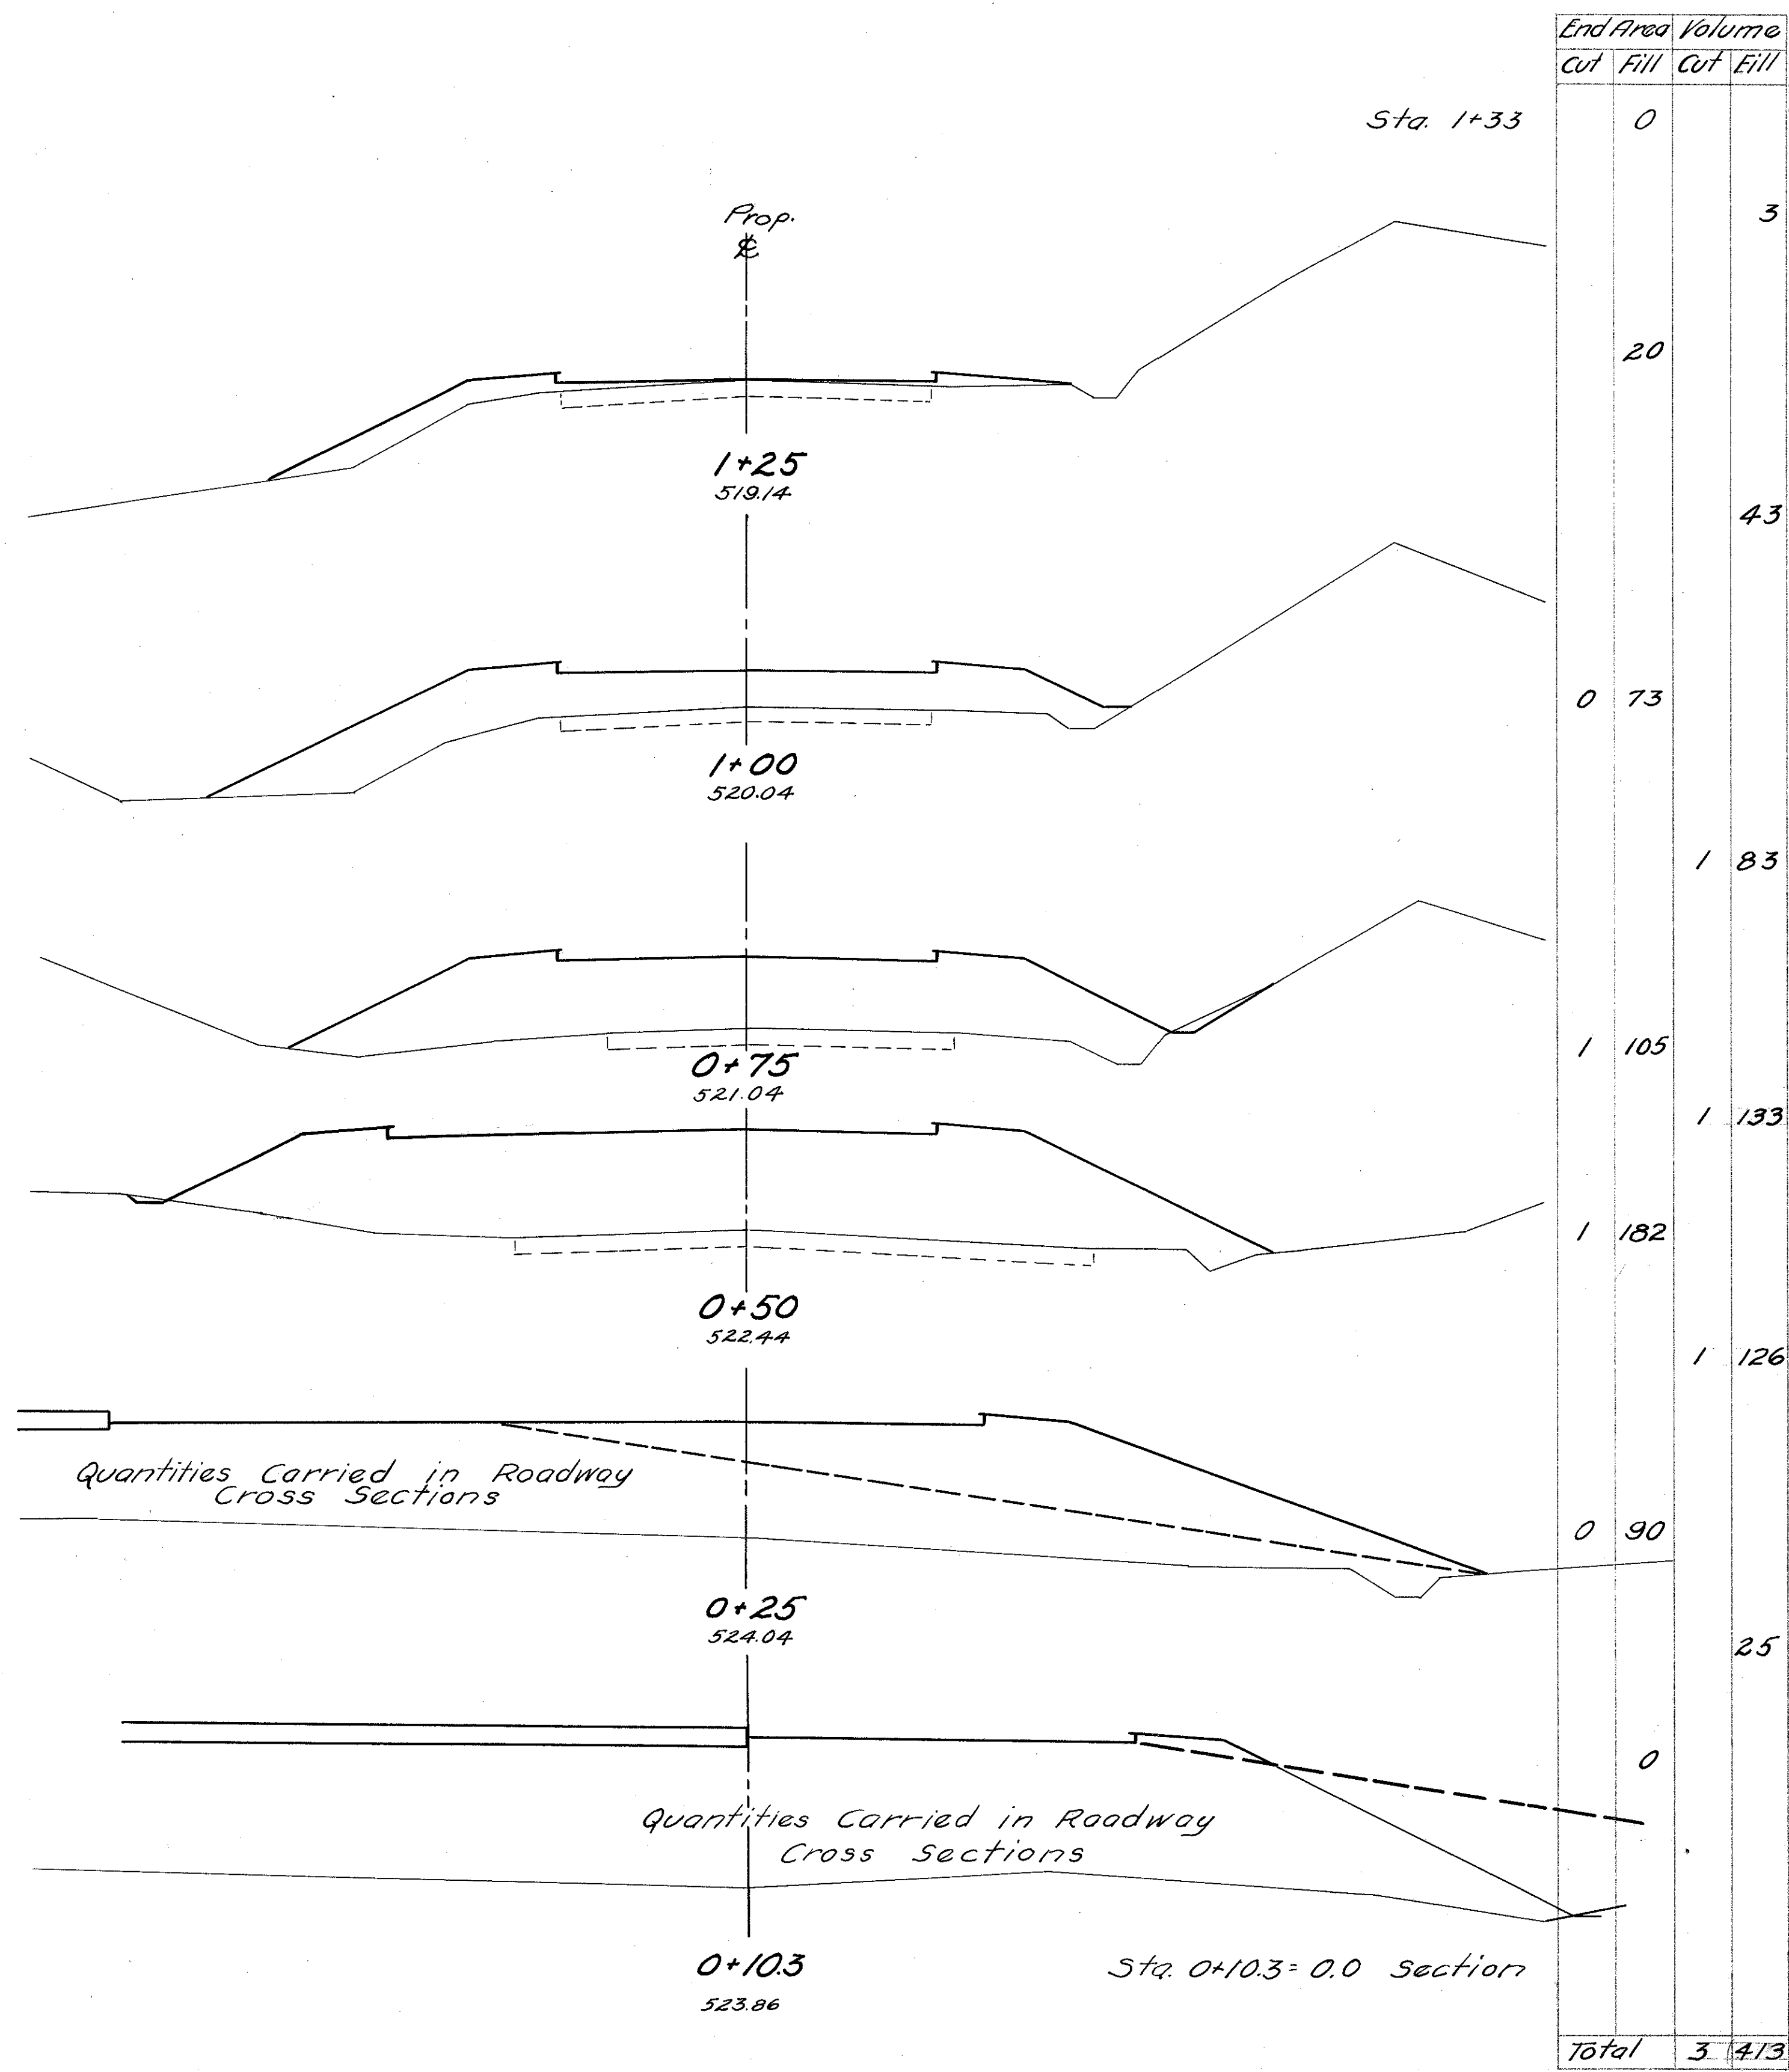 End Area Volume
Cut Fill Cut Fill
Sta. 1+33 0
3
Prop.
℄
20
1+25
519.14
43
0 73
1+00
520.04
1 83
1 105
0+75
521.04
1 133
1 182
0+50
522.44
1 126
Quantities Carried in Roadway
Cross Sections
0 90
0+25
524.04
25
0
Quantities Carried in Roadway
Cross Sections
0+10.3
523.86
Sta. 0+10.3 = 0.0 Section
Total 3 413